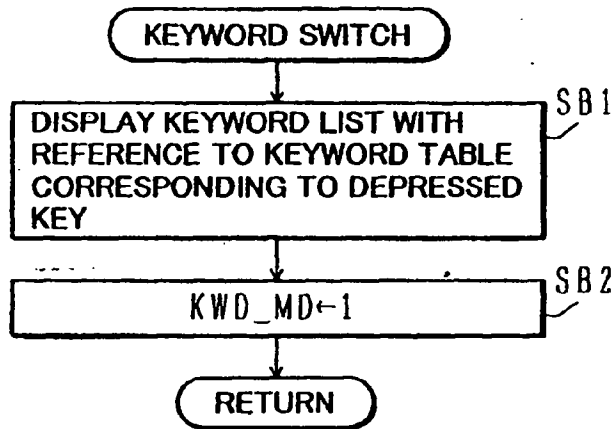 KEYWORD SWITCH
SB1
DISPLAY KEYWORD LIST WITH
REFERENCE TO KEYWORD TABLE
CORRESPONDING TO DEPRESSED
KEY
SB2
KWD_MD←1
RETURN